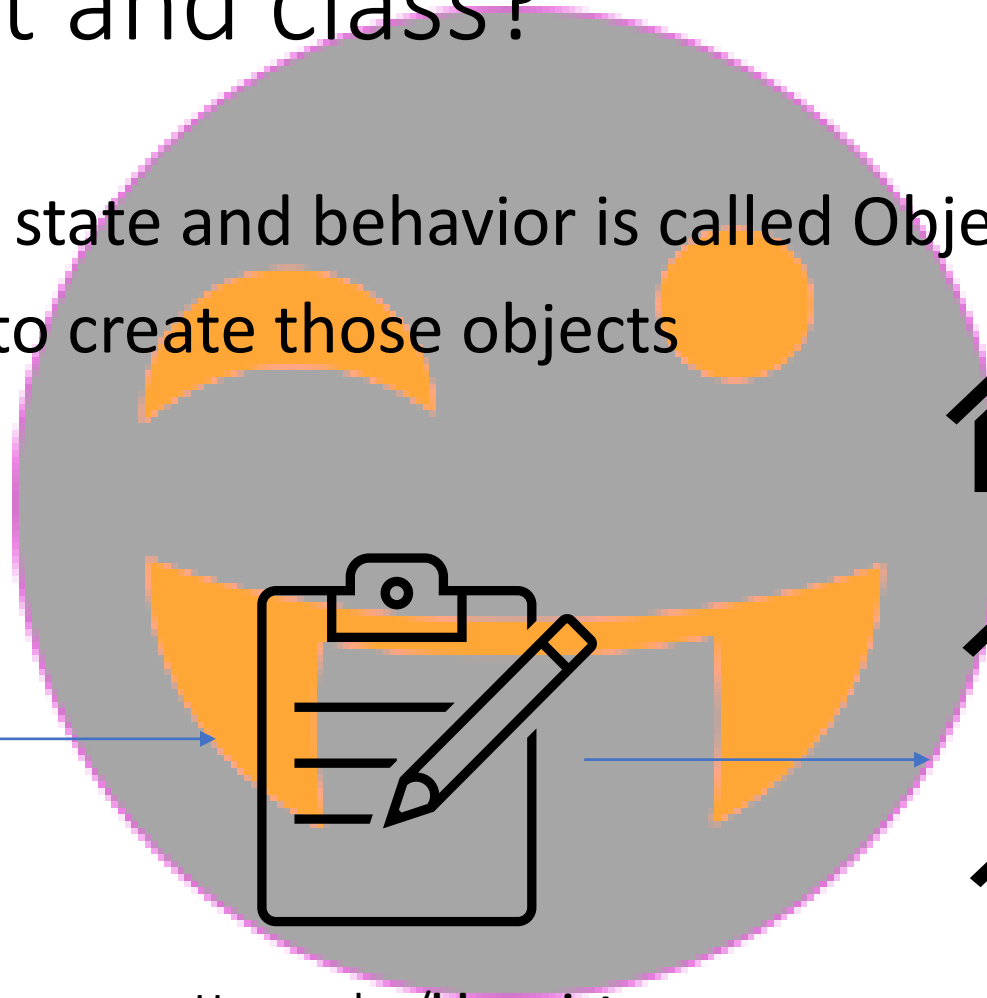 t and class?
state and behavior is called Obje
to create those objects